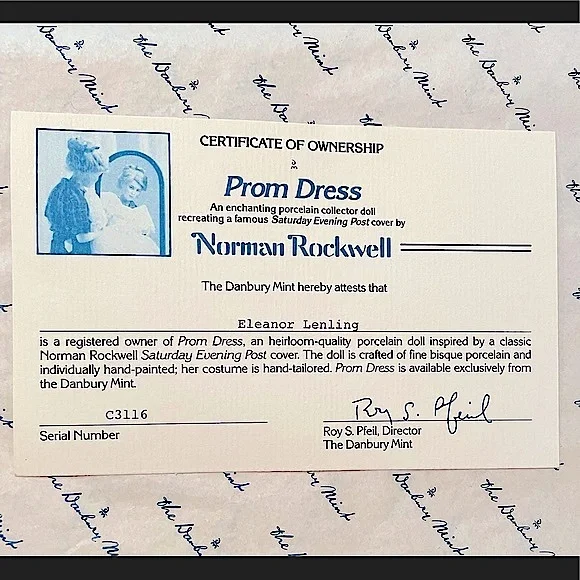 the Danbury Mint
CERTIFICATE OF OWNERSHIP
Prom Dress
An enchanting porcelain collector doll
recreating a famous Saturday Evening Post cover by
Norman Rockwell
The Danbury Mint hereby attests that
Eleanor Lenling
is a registered owner of Prom Dress, an heirloom-quality porcelain doll inspired by a classic
Norman Rockwell Saturday Evening Post cover. The doll is crafted of fine bisque porcelain and
individually hand-painted; her costume is hand-tailored. Prom Dress is available exclusively from
the Danbury Mint.
C3116
Serial Number
Roy S. Pfeil
Roy S. Pfeil, Director
The Danbury Mint